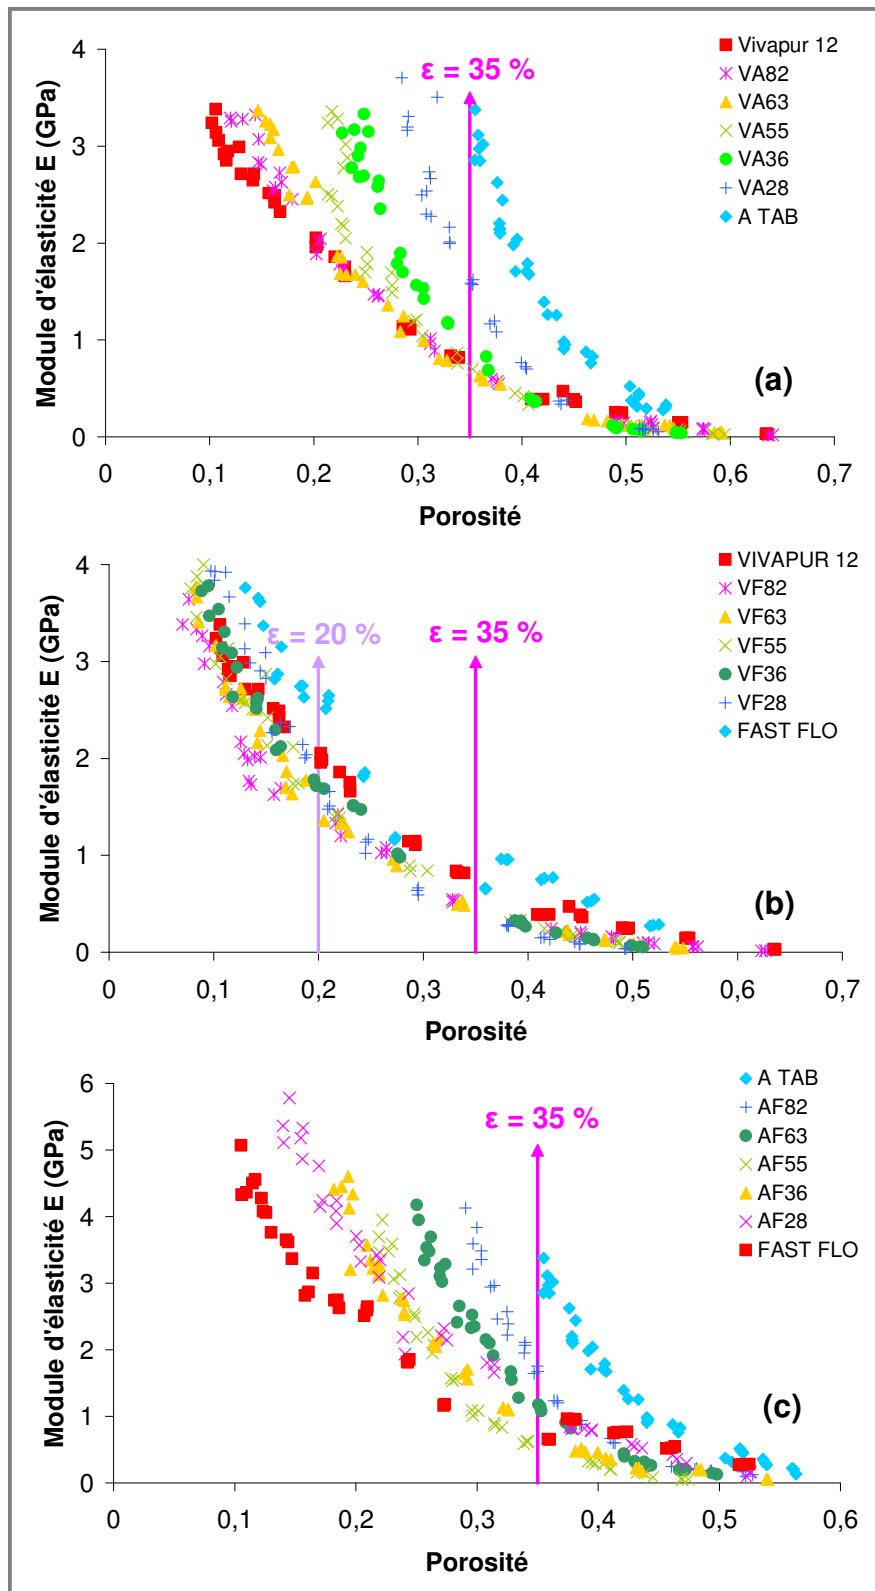 Module d'élasticité E (GPa)
4
3
2
1
0
0
0,1
0,2
0,3
0,4
0,5
0,6
0,7
Porosité
ε = 35 %
Vivapur 12
VA82
VA63
VA55
VA36
VA28
A TAB
(a)
Module d'élasticité E (GPa)
4
3
2
1
0
0
0,1
0,2
0,3
0,4
0,5
0,6
0,7
Porosité
ε = 20 %
ε = 35 %
VIVAPUR 12
VF82
VF63
VF55
VF36
VF28
FAST FLO
(b)
Module d'élasticité E (GPa)
6
5
4
3
2
1
0
0
0,1
0,2
0,3
0,4
0,5
0,6
Porosité
ε = 35 %
A TAB
AF82
AF63
AF55
AF36
AF28
FAST FLO
(c)